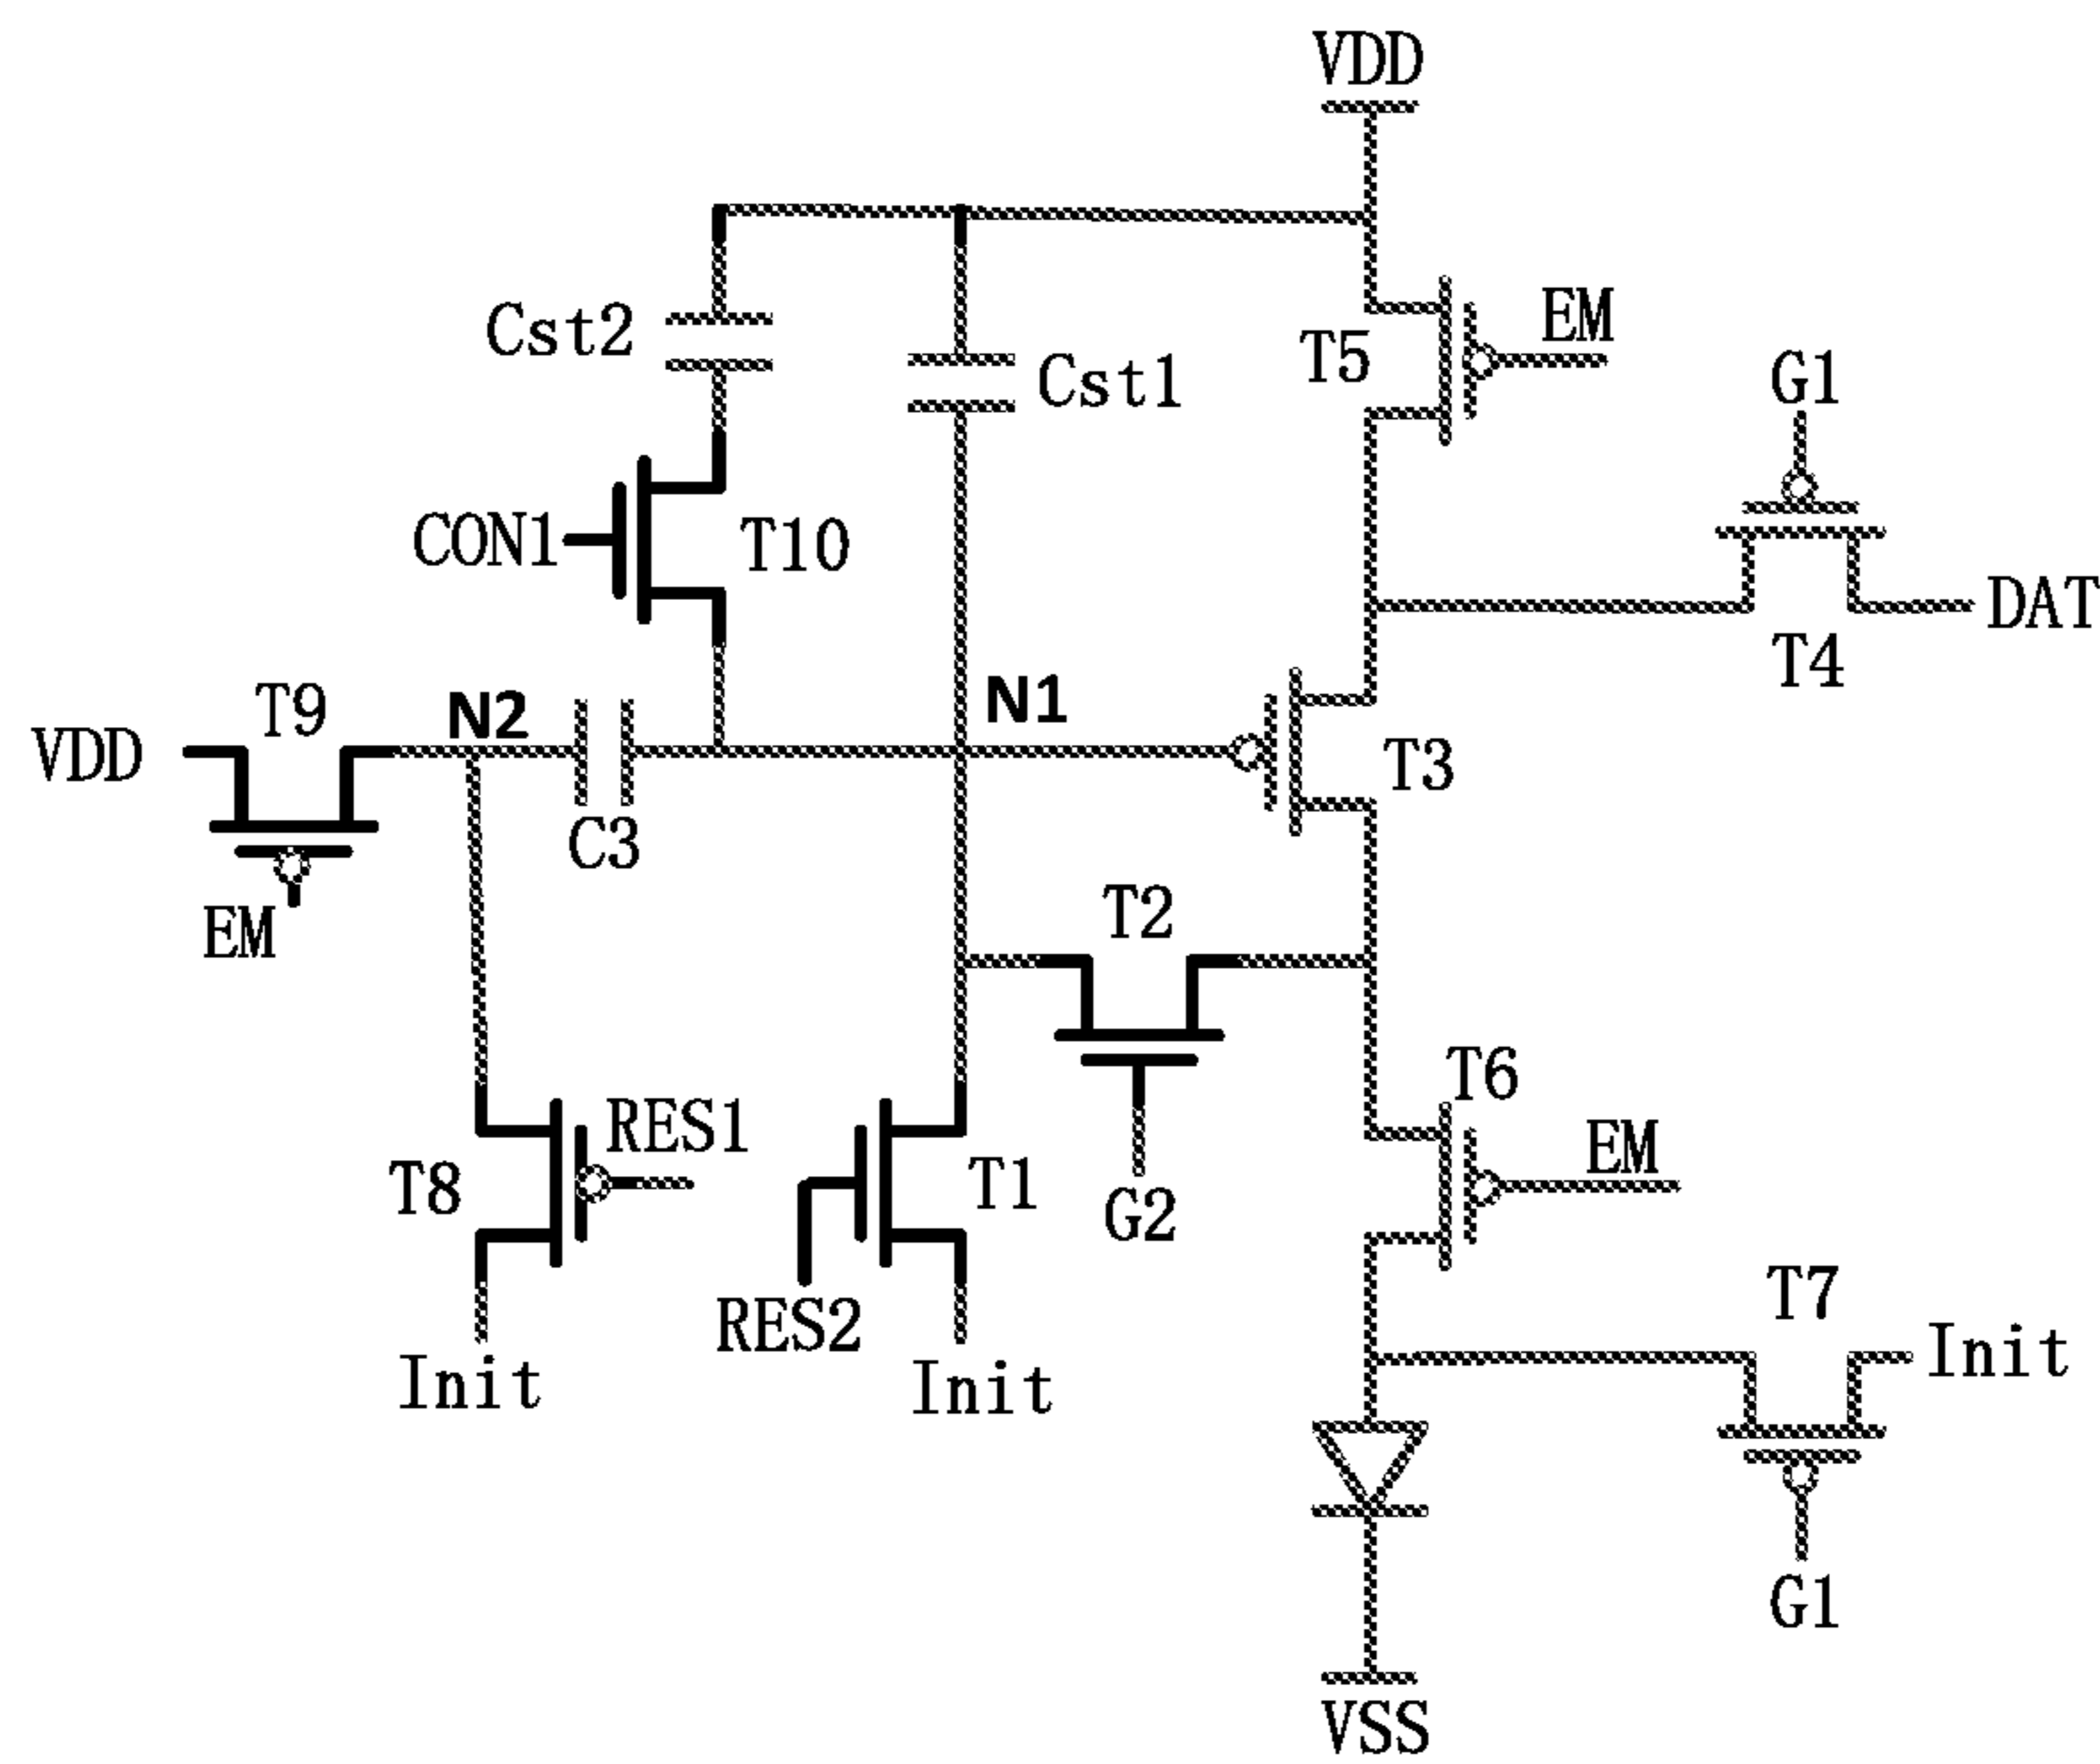 VDD
Cst2
Cst1
T5
EM
G1
CON1
T10
DAT
T4
T9
N2
N1
VDD
T3
C3
EM
T2
T6
RES1
EM
T8
T1
G2
T7
RES2
Init
Init
Init
G1
VSS